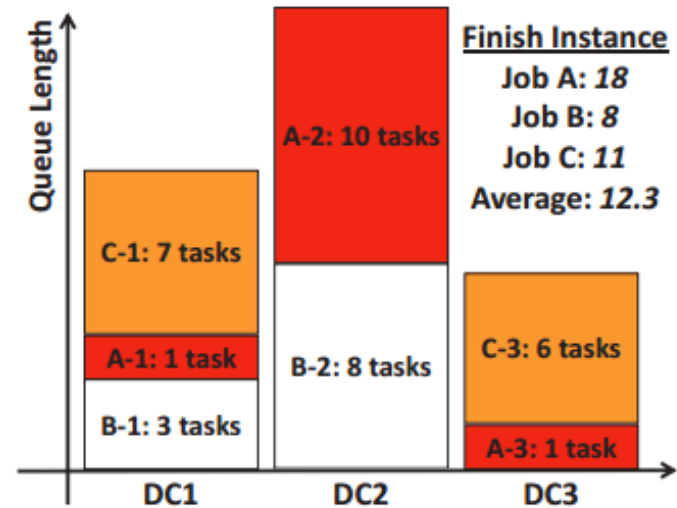 Queue Length
Finish Instance
Job A: 18
Job B: 8
Job C: 11
Average: 12.3
C-1: 7 tasks
A-1: 1 task
B-1: 3 tasks
A-2: 10 tasks
B-2: 8 tasks
C-3: 6 tasks
A-3: 1 task
DC1
DC2
DC3